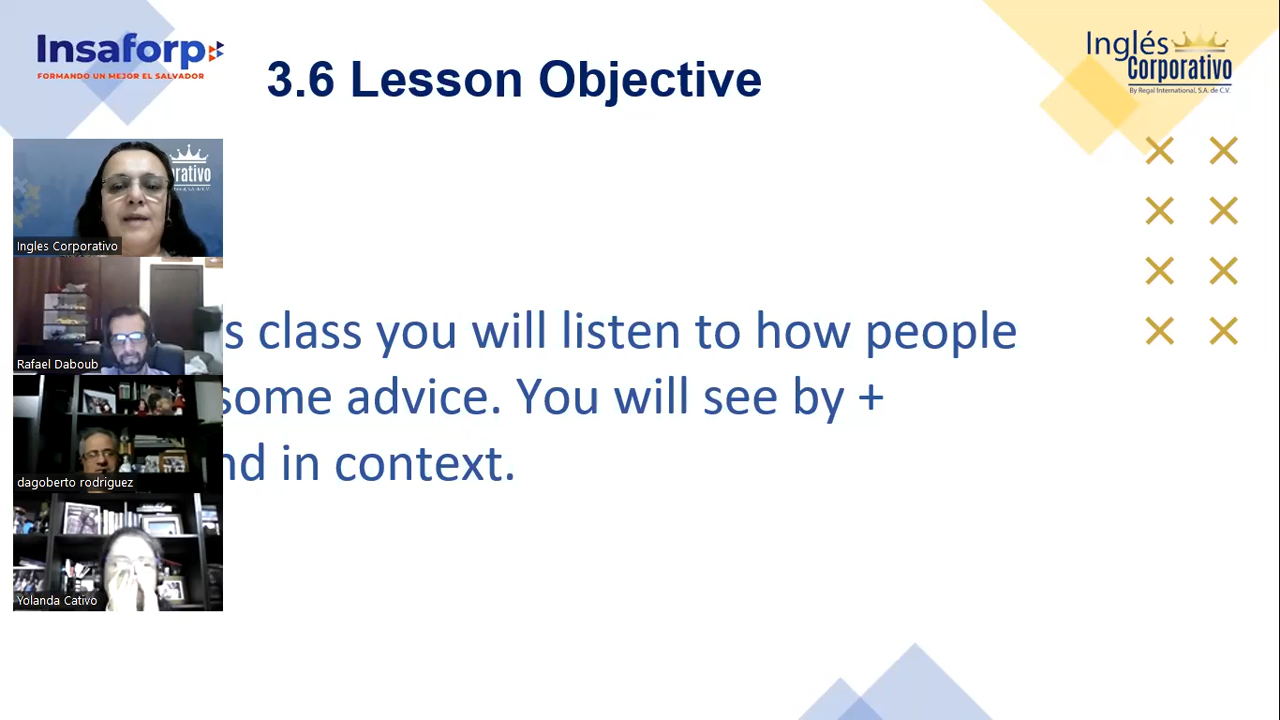 Insaforp
FORMANDO UN MEJOR EL SALVADOR
3.6 Lesson Objective
Inglés
Corporativo
By Regal International, S.A. de C.V.
rativo
Ingles Corporativo
Rafael Daboub
dagoberto rodriguez
Yolanda Cativo
s class you will listen to how people
some advice. You will see by +
nd in context.